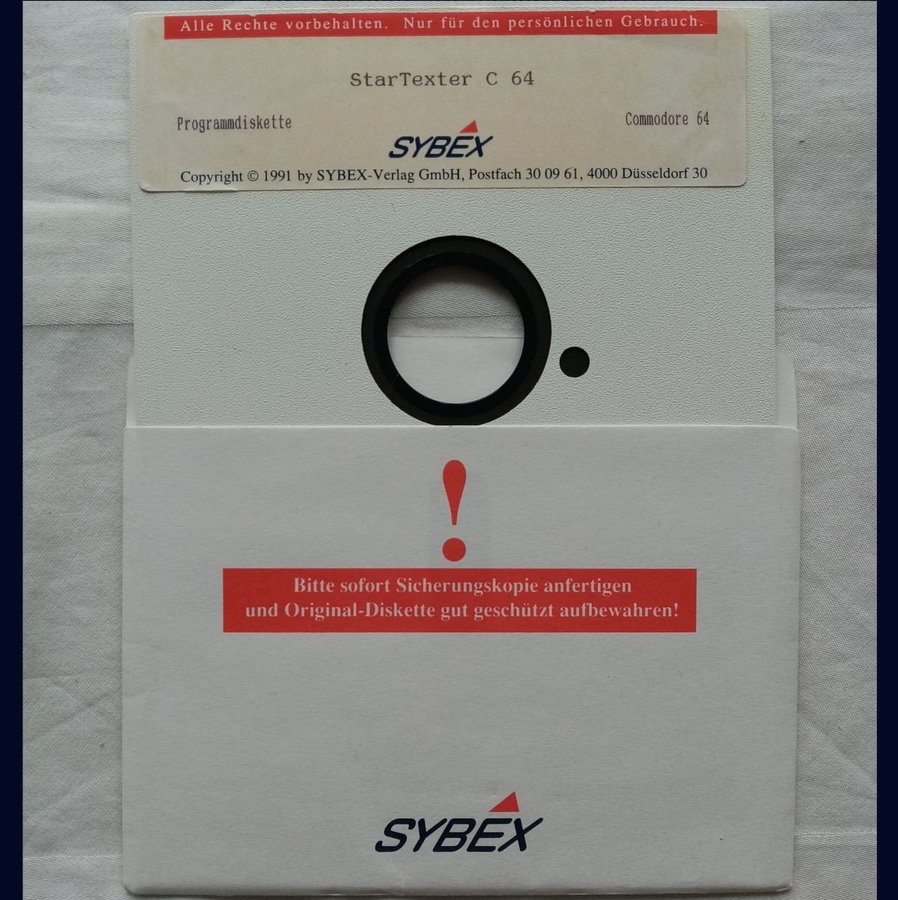 Alle Rechte vorbehalten. Nur für den persönlichen Gebrauch.
StarTexter C 64
Programmdiskette Commodore 64
SYBEX
Copyright © 1991 by SYBEX-Verlag GmbH, Postfach 30 09 61, 4000 Düsseldorf 30
!
Bitte sofort Sicherungskopie anfertigen
und Original-Diskette gut geschützt aufbewahren!
SYBEX